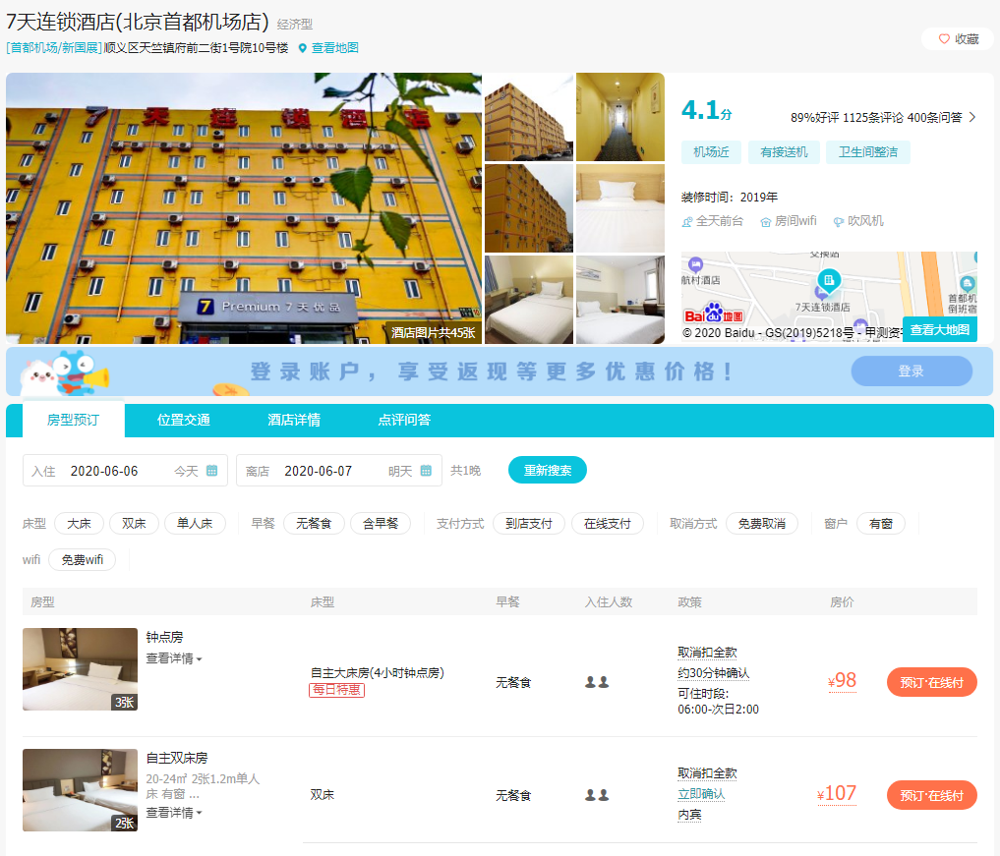 7天连锁酒店(北京首都机场店) 经济型
[首都机场/新国展] 顺义区天竺镇府前二街1号院10号楼 查看地图
收藏
7天连锁酒店
7 Premium 7天优品
酒店图片共45张
4.1分
89%好评 1125条评论 400条问答
机场近 有接送机 卫生间整洁
装修时间：2019年
全天前台 房间wifi 吹风机
航村酒店
7天连锁酒店
首都机
倒班宿
Bai du 地图
© 2020 Baidu - GS(2019)5218号 - 甲测资
查看大地图
登录账户，享受返现等更多优惠价格！
登录
房型预订 位置交通 酒店详情 点评问答
入住 2020-06-06 今天 离店 2020-06-07 明天 共1晚 重新搜索
床型 大床 双床 单人床 早餐 无餐食 含早餐 支付方式 到店支付 在线支付 取消方式 免费取消 窗户 有窗
wifi 免费wifi
房型 床型 早餐 入住人数 政策 房价
3张
钟点房
查看详情
自主大床房(4小时钟点房)
每日特惠
无餐食
取消扣全款
约30分钟确认
可住时段:
06:00-次日2:00
¥98
预订·在线付
2张
自主双床房
20-24㎡ 2张1.2m单人
床 有窗 ...
查看详情
双床
无餐食
取消扣全款
立即确认
内宾
¥107
预订·在线付